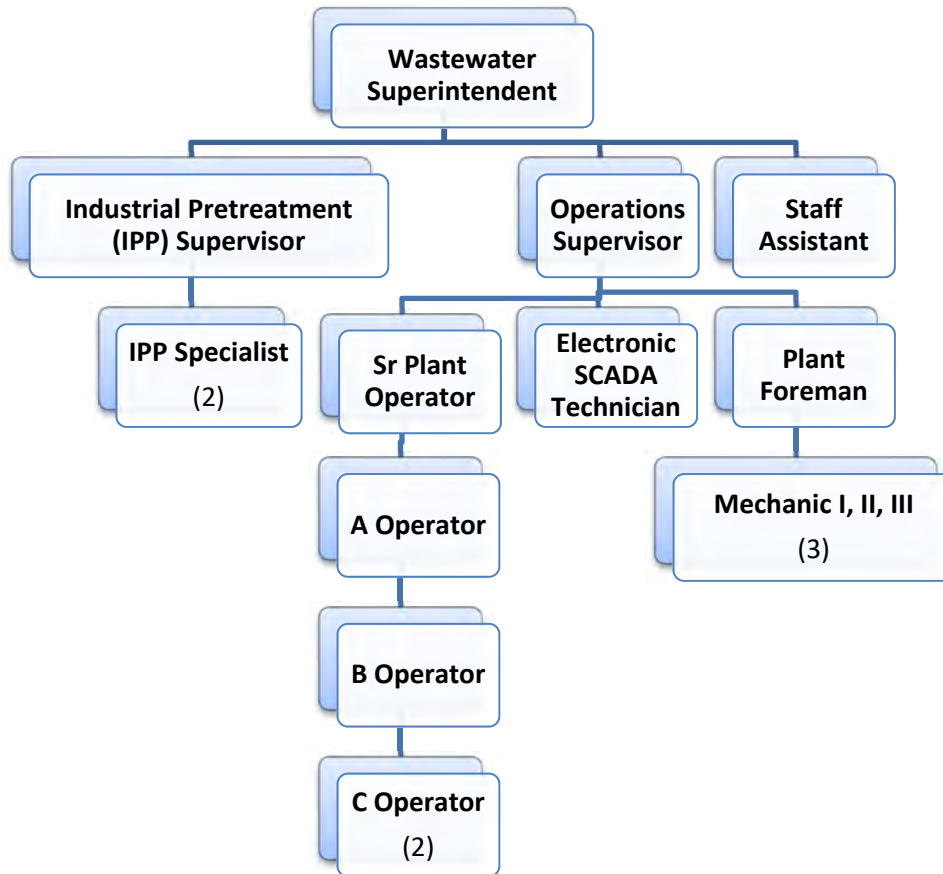 Wastewater
Superintendent
Industrial Pretreatment
(IPP) Supervisor
Operations
Supervisor
Staff
Assistant
IPP Specialist
(2)
Sr Plant
Operator
Electronic
SCADA
Technician
Plant
Foreman
A Operator
Mechanic I, II, III
(3)
B Operator
C Operator
(2)